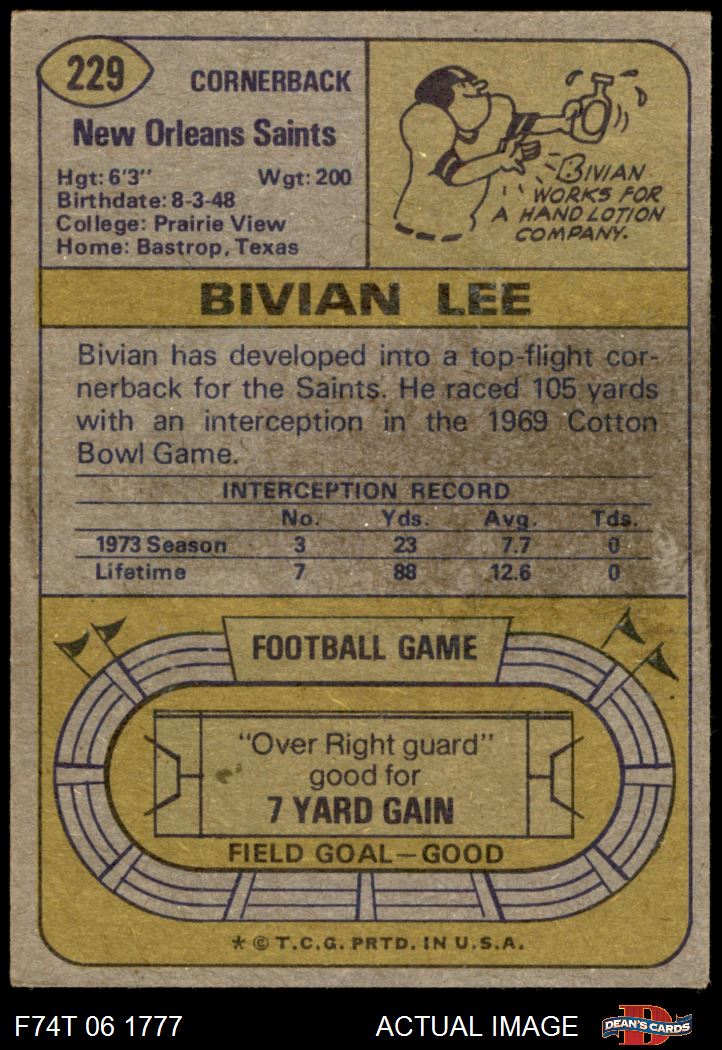 229
CORNERBACK
New Orleans Saints
Hgt: 6'3" Wgt: 200
Birthdate: 8-3-48
College: Prairie View
Home: Bastrop, Texas
BIVIAN
WORKS FOR
A HAND LOTION
COMPANY.
BIVIAN LEE
Bivian has developed into a top-flight cor-
nerback for the Saints. He raced 105 yards
with an interception in the 1969 Cotton
Bowl Game.
INTERCEPTION RECORD
No. Yds. Avg. Tds.
1973 Season 3 23 7.7 0
Lifetime 7 88 12.6 0
FOOTBALL GAME
"Over Right guard"
good for
7 YARD GAIN
FIELD GOAL—GOOD
* © T.C.G. PRTD. IN U.S.A.
F74T 06 1777 ACTUAL IMAGE D DEAN'S CARDS